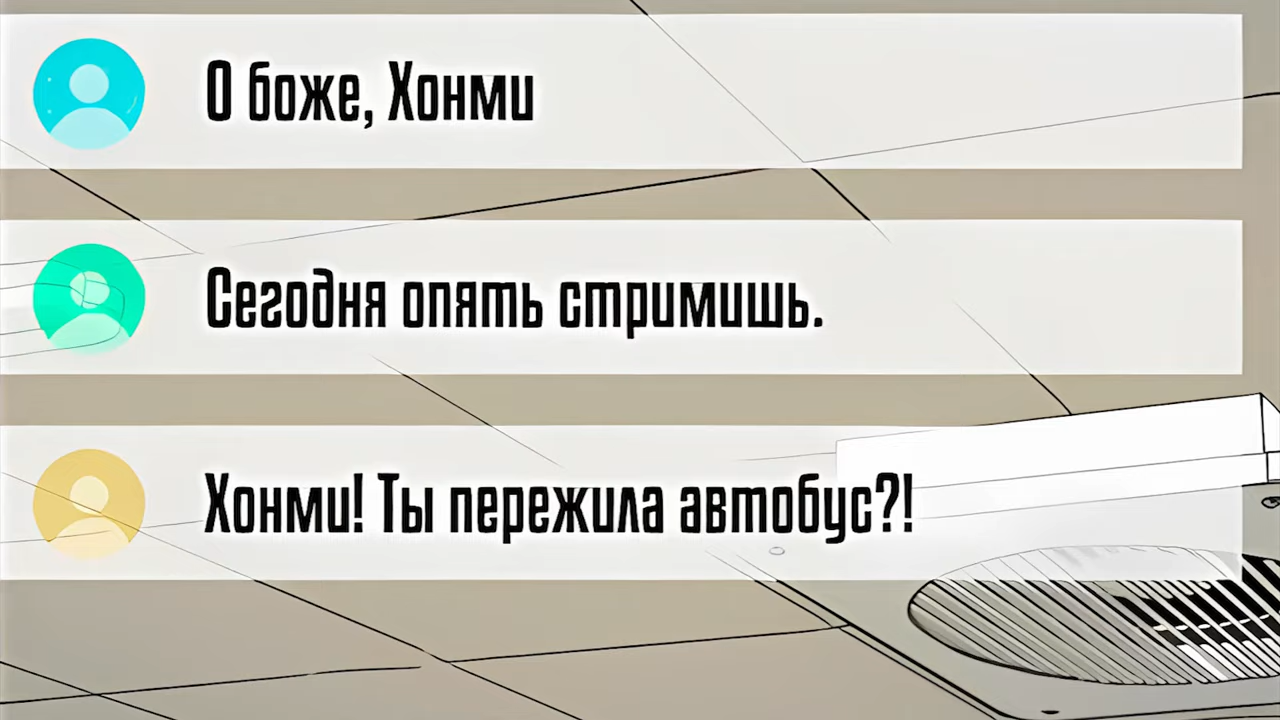 О боже, Хонми
Сегодня опять стримишь.
Хонми! Ты пережила автобус?!